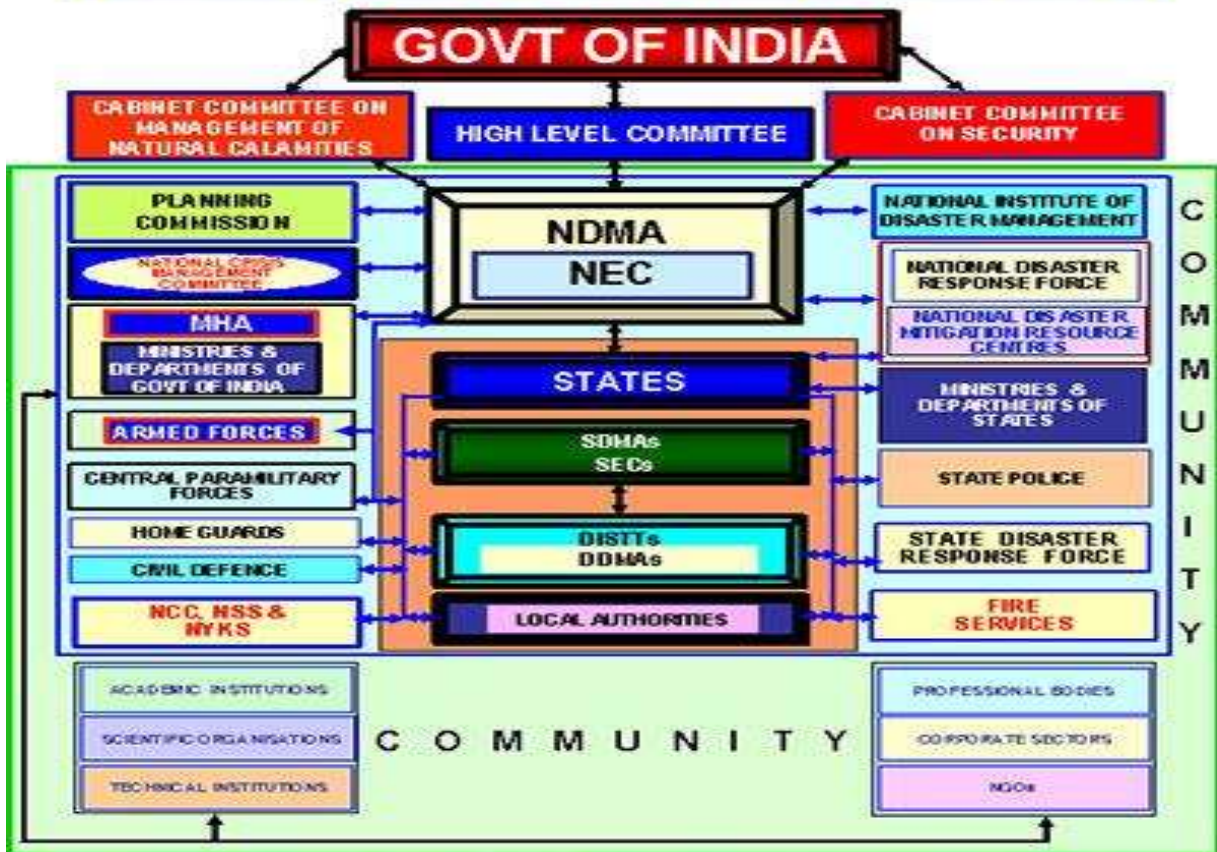 GOVT OF INDIA
CABINET COMMITTEE ON
MANAGEMENT OF
NATURAL CALAMITIES
HIGH LEVEL COMMITTEE
CABINET COMMITTEE
ON SECURITY
PLANNING
COMMISSION
NATIONAL CRISIS
MANAGEMENT
COMMITTEE
MHA
MINISTRIES &
DEPARTMENTS OF
GOVT OF INDIA
ARMED FORCES
CENTRAL PARAMILITARY
FORCES
HOME GUARDS
CIVIL DEFENCE
NCC, NSS &
NYKS
NDMA
NEC
STATES
SDMAs
SECs
DISTTs
DDMAs
LOCAL AUTHORITIES
NATIONAL INSTITUTE OF
DISASTER MANAGEMENT
NATIONAL DISASTER
RESPONSE FORCE
NATIONAL DISASTER
MITIGATION RESOURCE
CENTRES
MINISTRIES &
DEPARTMENTS OF
STATES
STATE POLICE
STATE DISASTER
RESPONSE FORCE
FIRE
SERVICES
COMMUNITY
ACADEMIC INSTITUTIONS
SCIENTIFIC ORGANISATIONS
TECHNICAL INSTITUTIONS
COMMUNITY
PROFESSIONAL BODIES
CORPORATE SECTORS
NGOs